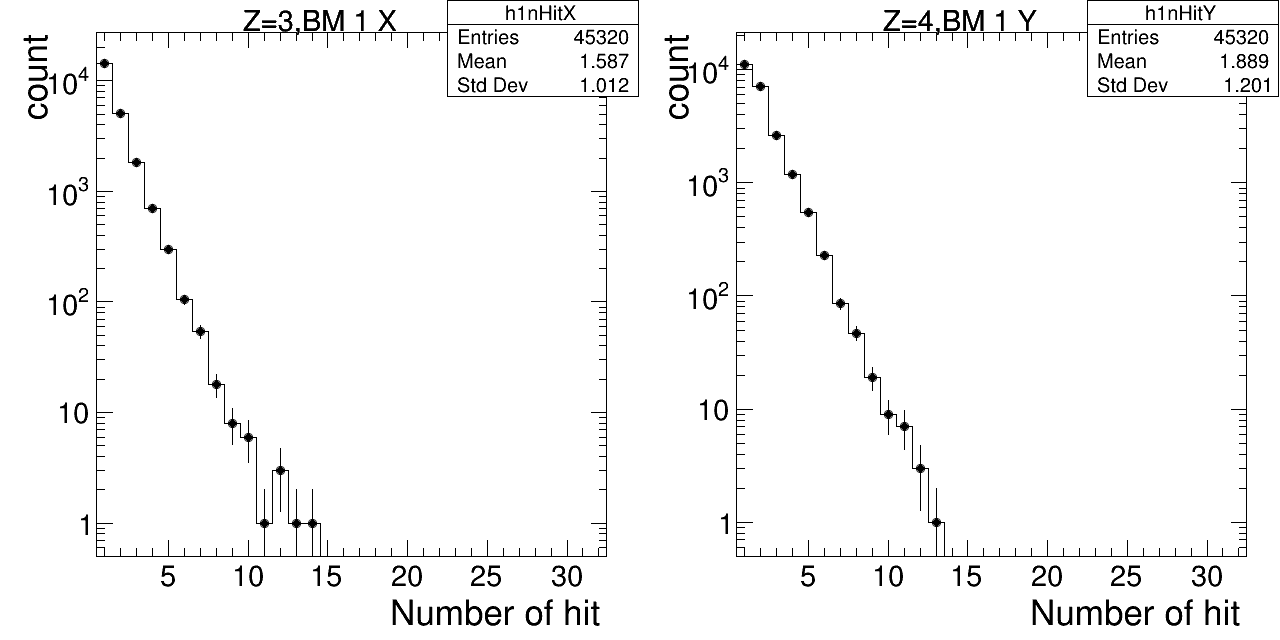 Z=3,BM 1 X
h1nHitX
Entries 45320
Mean 1.587
Std Dev 1.012
count
10^4
10^3
10^2
10
1
5 10 15 20 25 30
Number of hit
Z=4,BM 1 Y
h1nHitY
Entries 45320
Mean 1.889
Std Dev 1.201
count
10^4
10^3
10^2
10
1
5 10 15 20 25 30
Number of hit